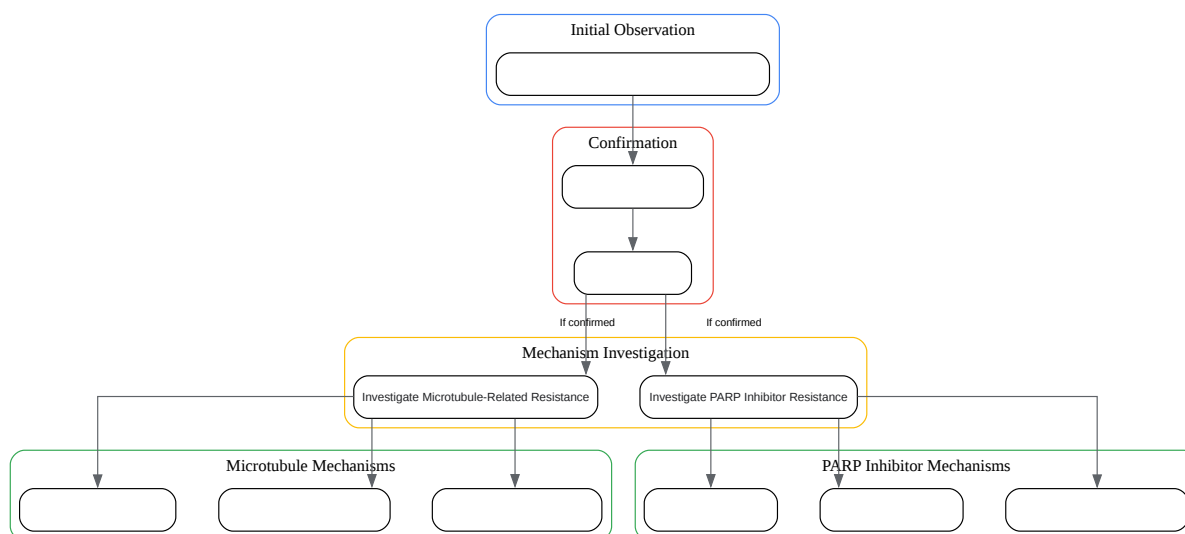 Initial Observation
Confirmation
If confirmed
If confirmed
Mechanism Investigation
Investigate Microtubule-Related Resistance
Investigate PARP Inhibitor Resistance
Microtubule Mechanisms
PARP Inhibitor Mechanisms